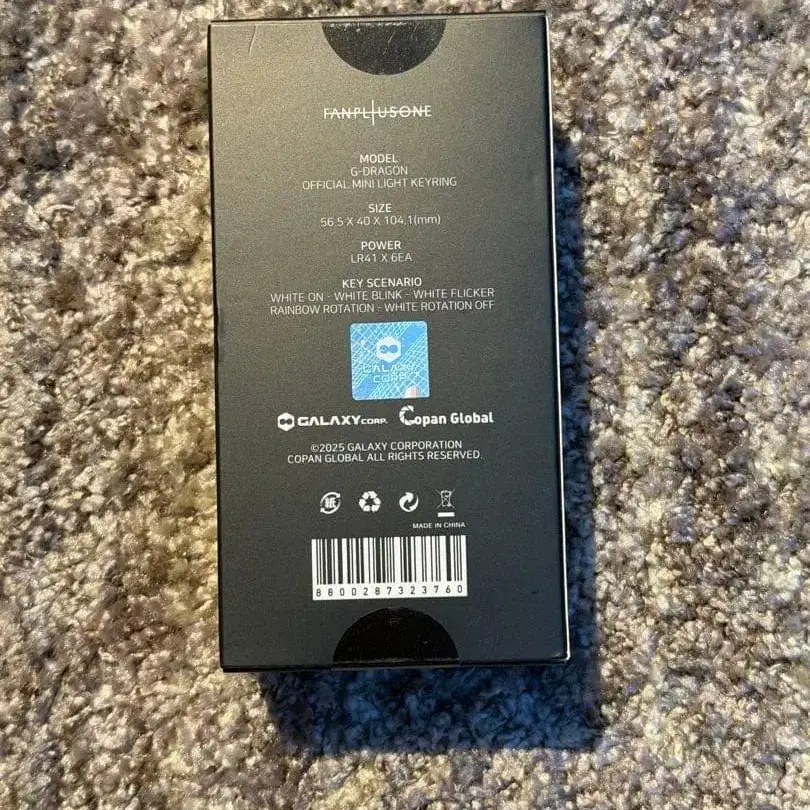 FANPL|USONE
MODEL
G-DRAGON
OFFICIAL MINI LIGHT KEYRING
SIZE
56.5 X 40 X 104.1(mm)
POWER
LR41 X 6EA
KEY SCENARIO
WHITE ON - WHITE BLINK - WHITE FLICKER
RAINBOW ROTATION - WHITE ROTATION OFF
GALAXY
CORP.
GALAXY CORP. Copan Global
©2025 GALAXY CORPORATION
COPAN GLOBAL ALL RIGHTS RESERVED.
MADE IN CHINA
8800287323760